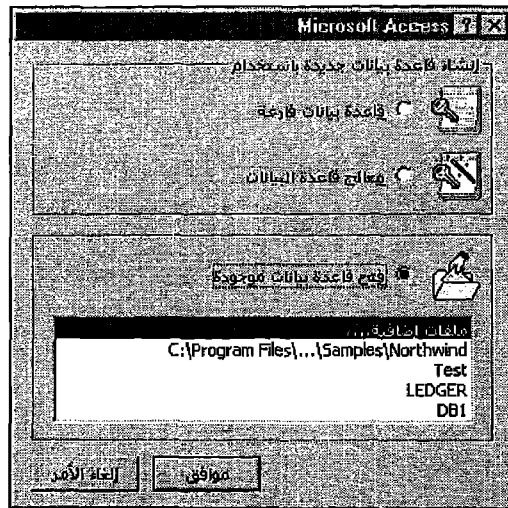 Microsoft Access
إنشاء قاعدة بيانات جديدة باستخدام
قاعدة بيانات فارغة
معالج قاعدة البيانات
فتح قاعدة بيانات موجودة
ملفات إضافية...
C:\Program Files\...\Samples\Northwind
Test
LEDGER
DB1
موافق
إلغاء الأمر